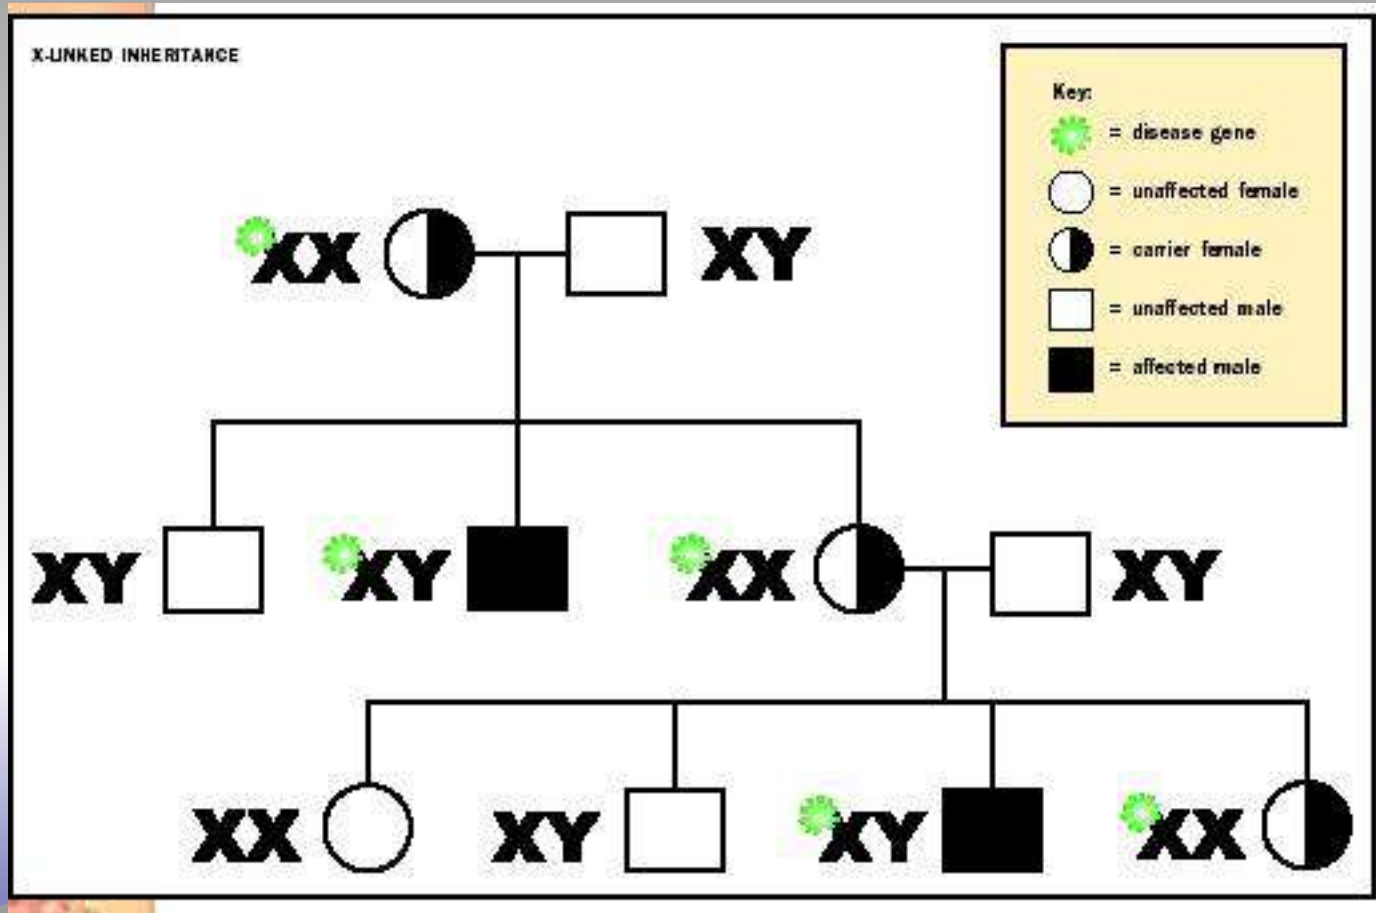 X-LINKED INHERITANCE
Key:
= disease gene
= unaffected female
= carrier female
= unaffected male
= affected male
XX
XY
XY
XY
XX
XY
XX
XY
XY
XX